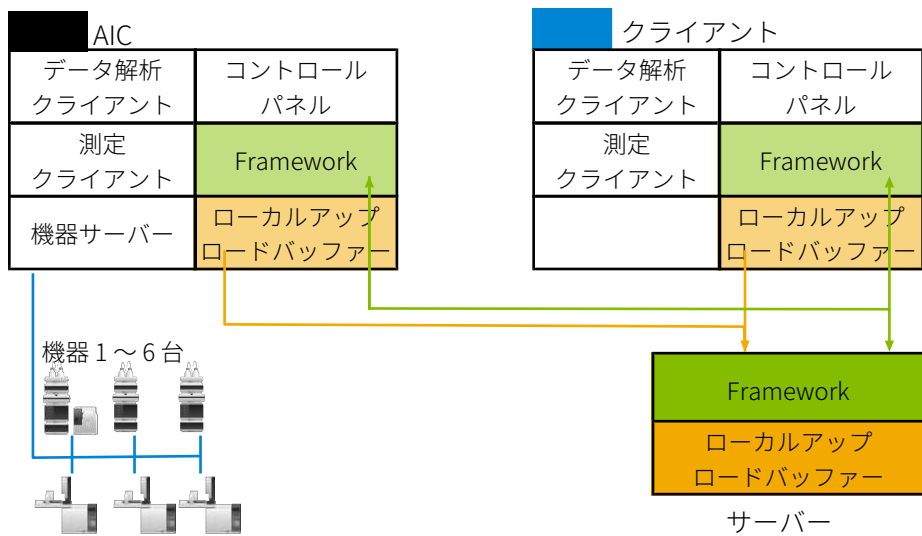 AIC
データ解析
クライアント
コントロール
パネル
測定
クライアント
Framework
機器サーバー
ローカルアップ
ロードバッファー
クライアント
データ解析
クライアント
コントロール
パネル
測定
クライアント
Framework
ローカルアップ
ロードバッファー
機器 1 ～ 6 台
Framework
ローカルアップ
ロードバッファー
サーバー